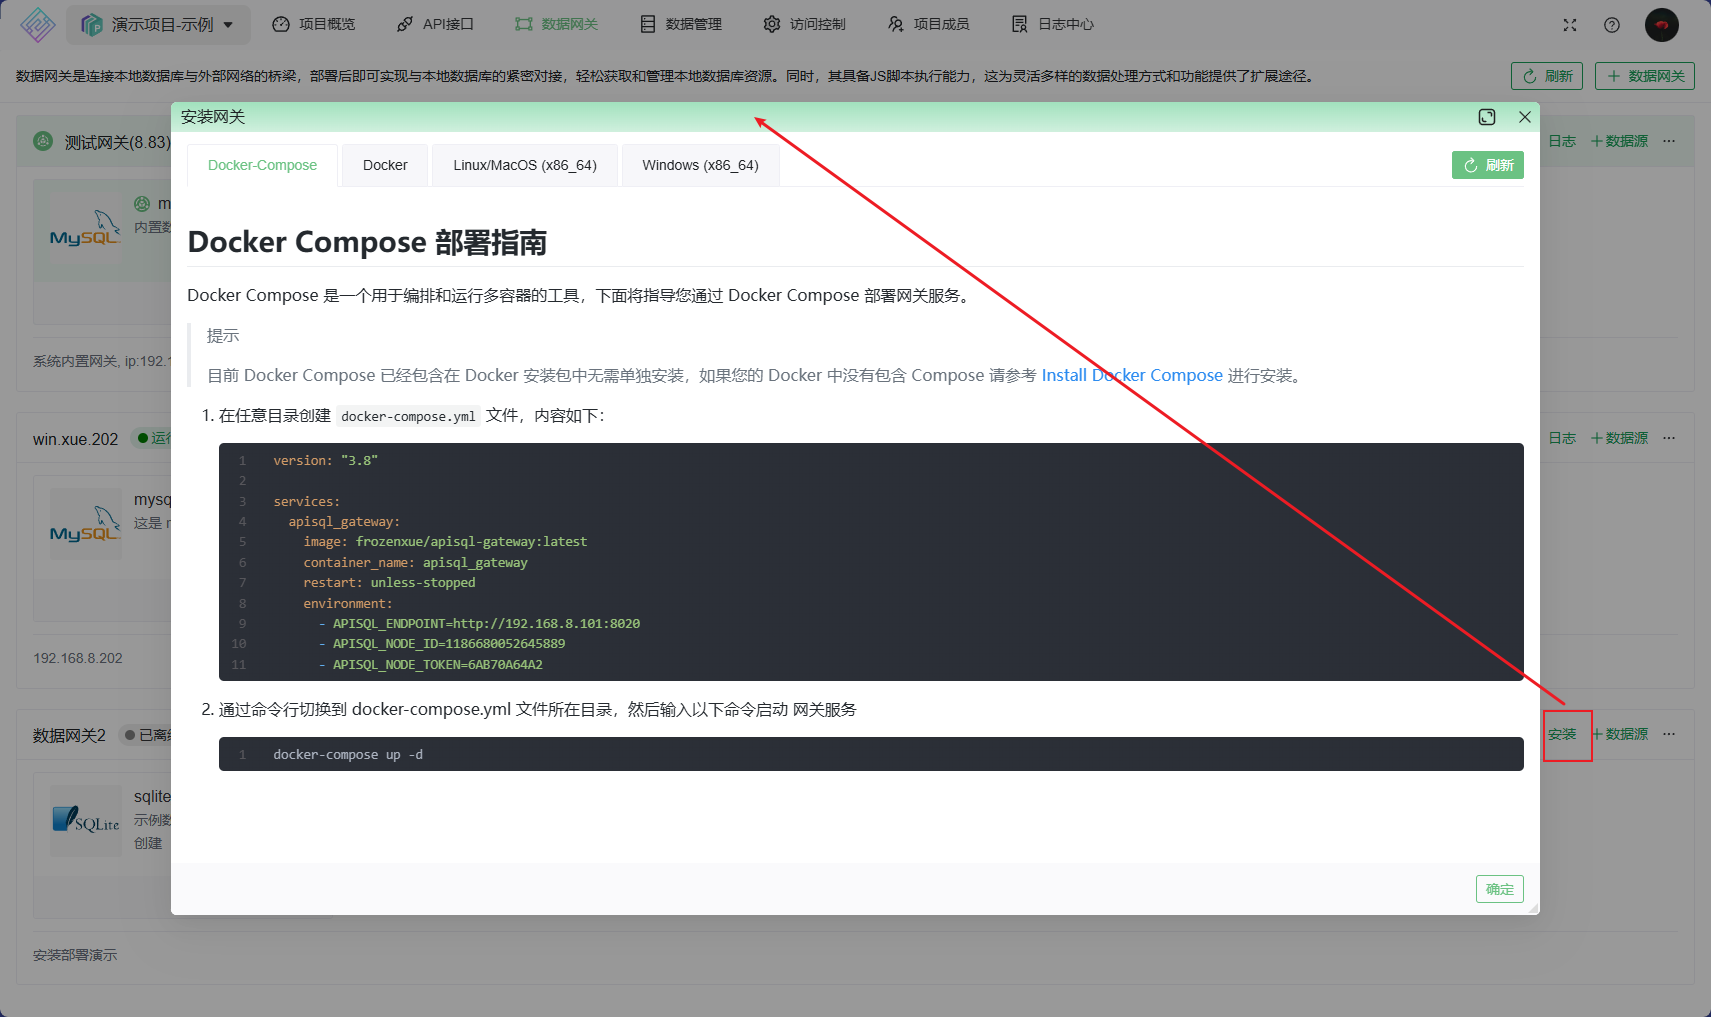 演示项目-示例
项目概览
API接口
数据网关
数据管理
访问控制
项目成员
日志中心
数据网关是连接本地数据库与外部网络的桥梁，部署后即可实现与本地数据库的紧密对接，轻松获取和管理本地数据库资源。同时，其具备JS脚本执行能力，这为灵活多样的数据处理方式和功能提供了扩展途径。
刷新
数据网关
安装网关
测试网关(8.83)
日志
数据源
Docker-Compose
Docker
Linux/MacOS (x86_64)
Windows (x86_64)
刷新
MySQL
m
内置数
Docker Compose 部署指南
Docker Compose 是一个用于编排和运行多容器的工具，下面将指导您通过 Docker Compose 部署网关服务。
提示
系统内置网关, ip:192.1
目前 Docker Compose 已经包含在 Docker 安装包中无需单独安装，如果您的 Docker 中没有包含 Compose 请参考 Install Docker Compose 进行安装。
1. 在任意目录创建 docker-compose.yml 文件，内容如下：
win.xue.202
运行
日志
数据源
MySQL
mysq
这是 m
1 version: "3.8"
2
3 services:
4 apisql_gateway:
5 image: frozenxue/apisql-gateway:latest
6 container_name: apisql_gateway
7 restart: unless-stopped
8 environment:
9 - APISQL_ENDPOINT=http://192.168.8.101:8020
10 - APISQL_NODE_ID=1186680052645889
11 - APISQL_NODE_TOKEN=6AB70A64A2
192.168.8.202
2. 通过命令行切换到 docker-compose.yml 文件所在目录，然后输入以下命令启动 网关服务
数据网关2
已离线
安装
数据源
1 docker-compose up -d
SQLite
sqlite
示例数
创建
确定
安装部署演示